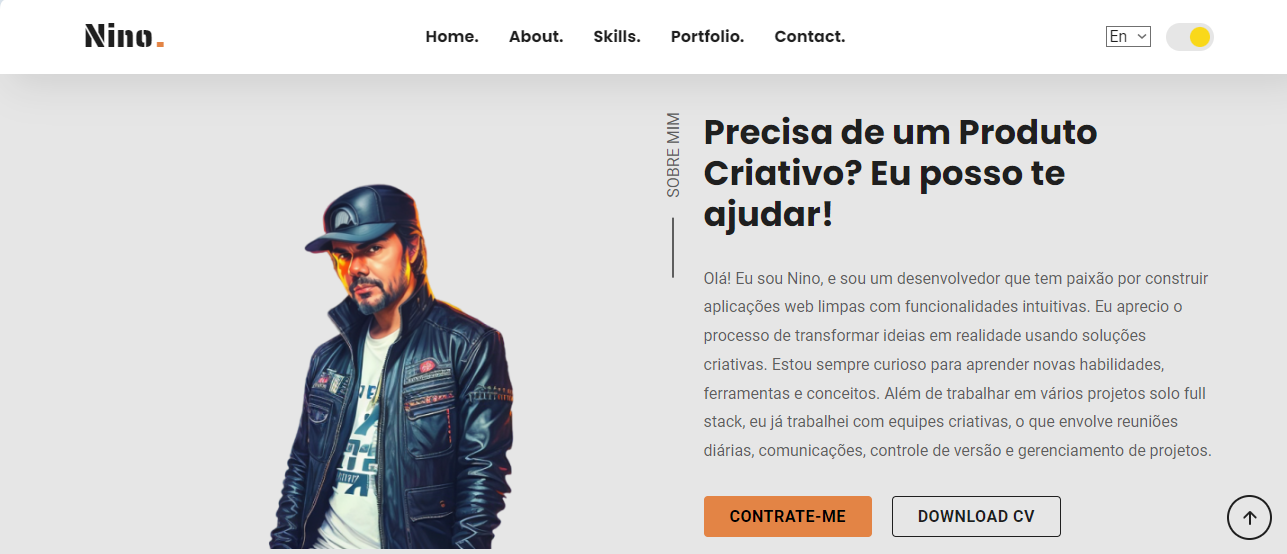 Nino.
Home. About. Skills. Portfolio. Contact.
En
SOBRE MIM
Precisa de um Produto
Criativo? Eu posso te
ajudar!
Olá! Eu sou Nino, e sou um desenvolvedor que tem paixão por construir
aplicações web limpas com funcionalidades intuitivas. Eu aprecio o
processo de transformar ideias em realidade usando soluções
criativas. Estou sempre curioso para aprender novas habilidades,
ferramentas e conceitos. Além de trabalhar em vários projetos solo full
stack, eu já trabalhei com equipes criativas, o que envolve reuniões
diárias, comunicações, controle de versão e gerenciamento de projetos.
CONTRATE-ME
DOWNLOAD CV